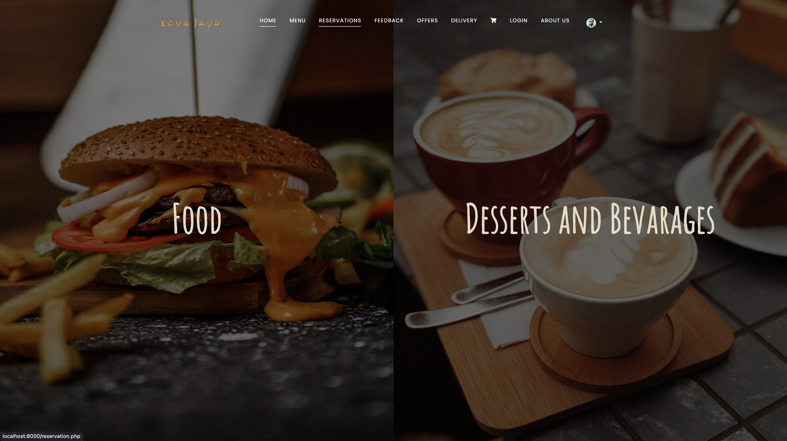 LAVA JAVA
HOME MENU RESERVATIONS FEEDBACK OFFERS DELIVERY LOGIN ABOUT US
Food
Desserts and Bevarages
localhost:8000/reservation.php